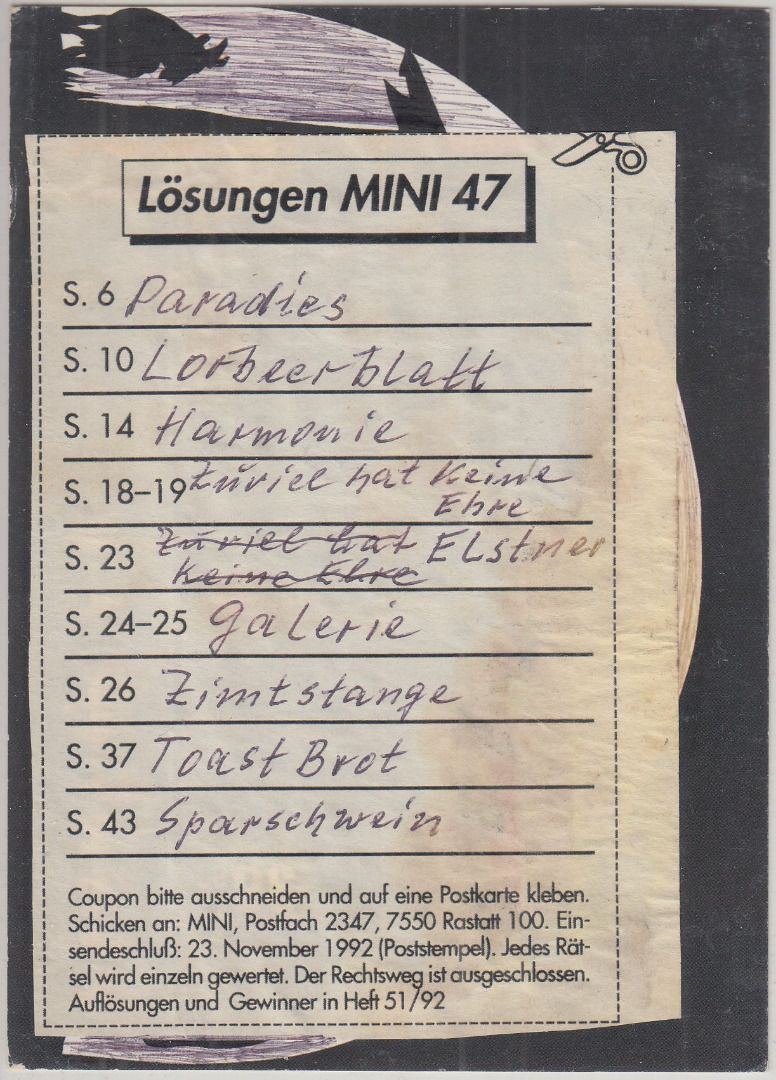 Lösungen MINI 47
S. 6 Paradies
S. 10 Lorbeerblatt
S. 14 Harmonie
S. 18–19 Zuviel hat Keine
Ehre
S. 23 Zuviel hat ELstner
Keine Ehre
S. 24–25 GaLerie
S. 26 Zimtstange
S. 37 Toast Brot
S. 43 Sparschwein
Coupon bitte ausschneiden und auf eine Postkarte kleben.
Schicken an: MINI, Postfach 2347, 7550 Rastatt 100. Ein-
sendeschluß: 23. November 1992 (Poststempel). Jedes Rät-
sel wird einzeln gewertet. Der Rechtsweg ist ausgeschlossen.
Auflösungen und Gewinner in Heft 51/92